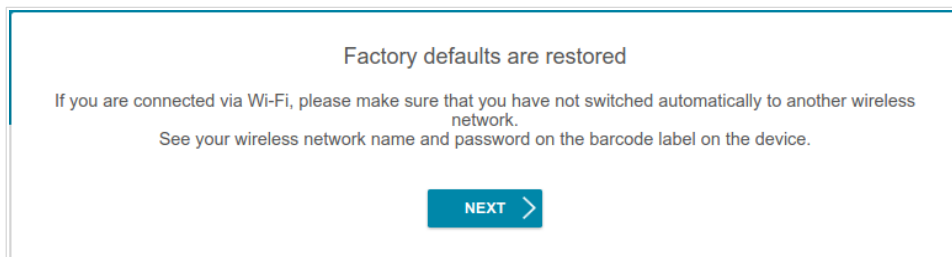 Factory defaults are restored
If you are connected via Wi-Fi, please make sure that you have not switched automatically to another wireless
network.
See your wireless network name and password on the barcode label on the device.
NEXT